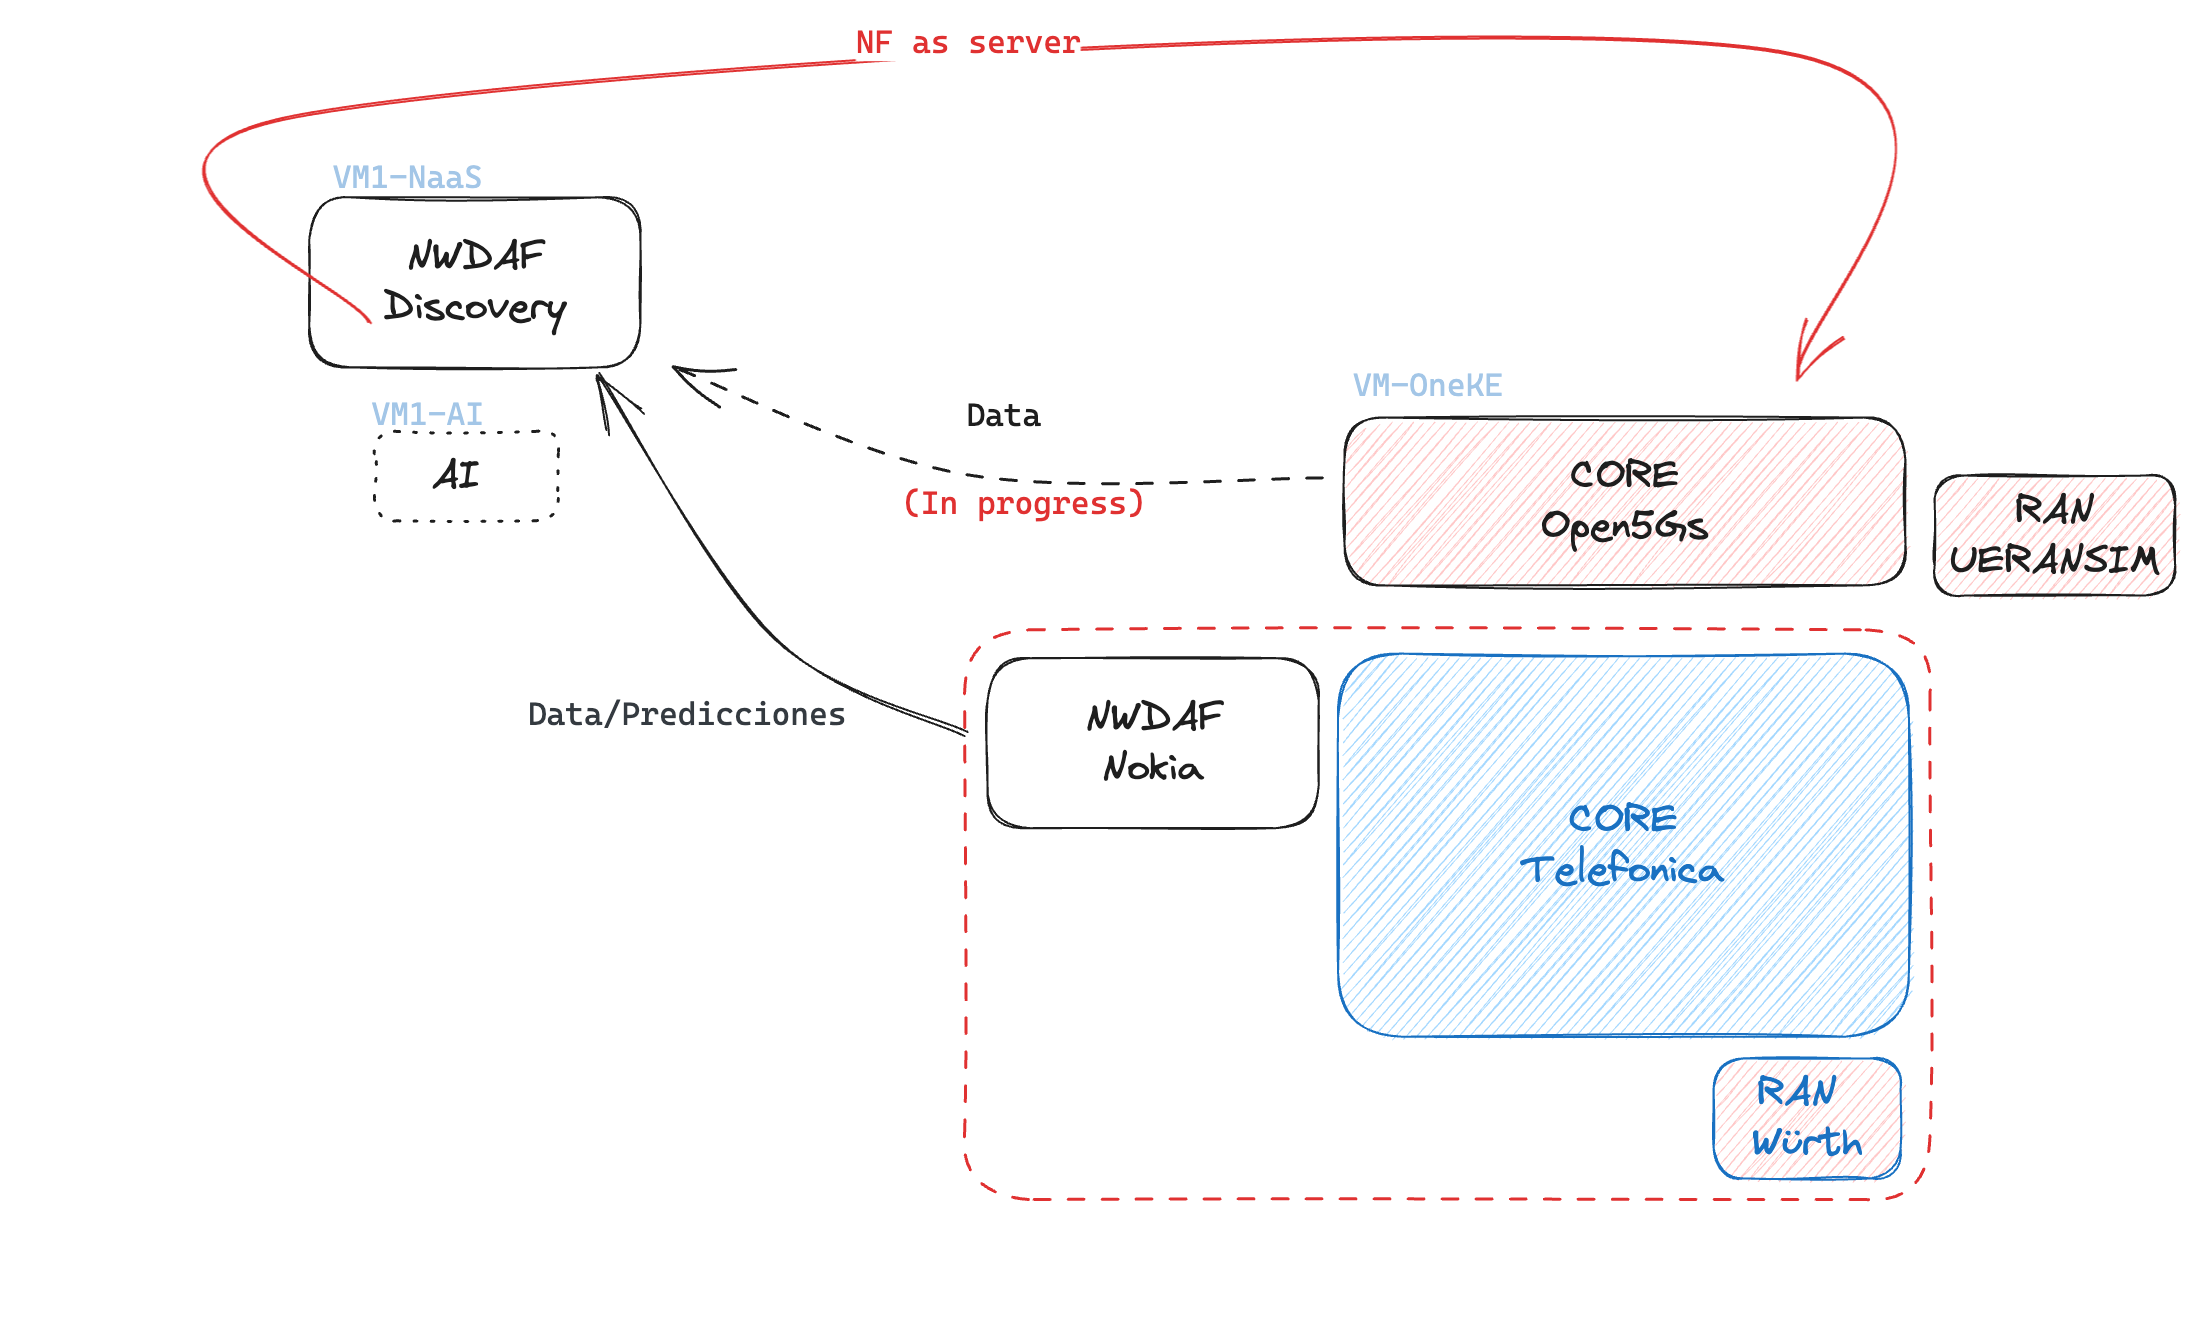 NF as server
VM1-NaaS
NWDAF
Discovery
VM1-AI
AI
Data
(In progress)
VM-OneKE
CORE
Open5Gs
RAN
UERANSIM
Data/Predicciones
NWDAF
Nokia
CORE
Telefonica
RAN
Würth